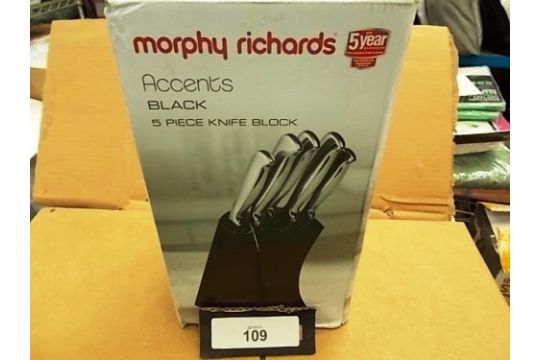 morphy richards
5 year
Accents
BLACK
5 PIECE KNIFE BLOCK
109